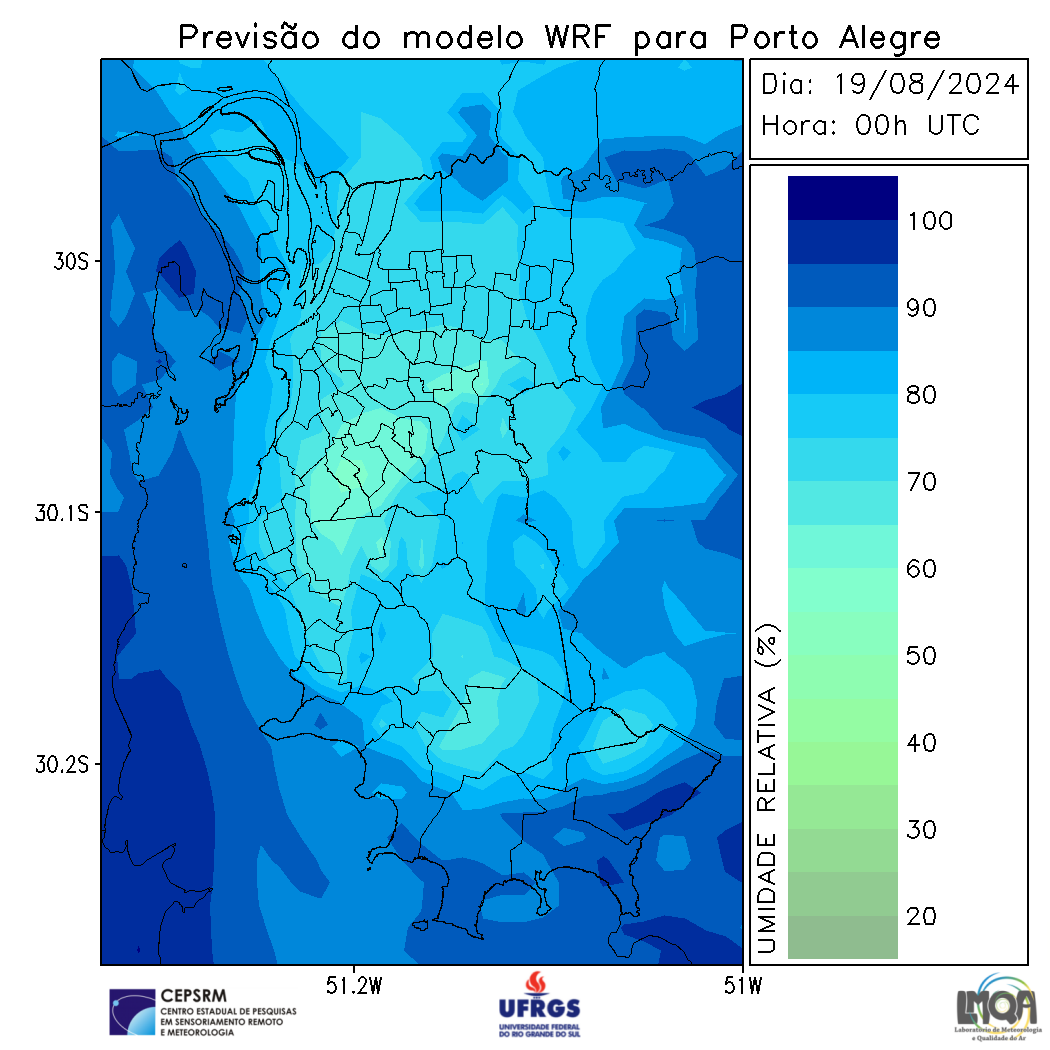 Previsão do modelo WRF para Porto Alegre
Dia: 19/08/2024
Hora: 00h UTC
30S
30.1S
30.2S
51.2W
51W
100
90
80
70
60
50
40
30
20
UMIDADE RELATIVA (%)
CEPSRM
CENTRO ESTADUAL DE PESQUISAS
EM SENSORIAMENTO REMOTO
E METEOROLOGIA
UFRGS
UNIVERSIDADE FEDERAL
DO RIO GRANDE DO SUL
LMQA
Laboratório de Meteorologia
e Qualidade do Ar